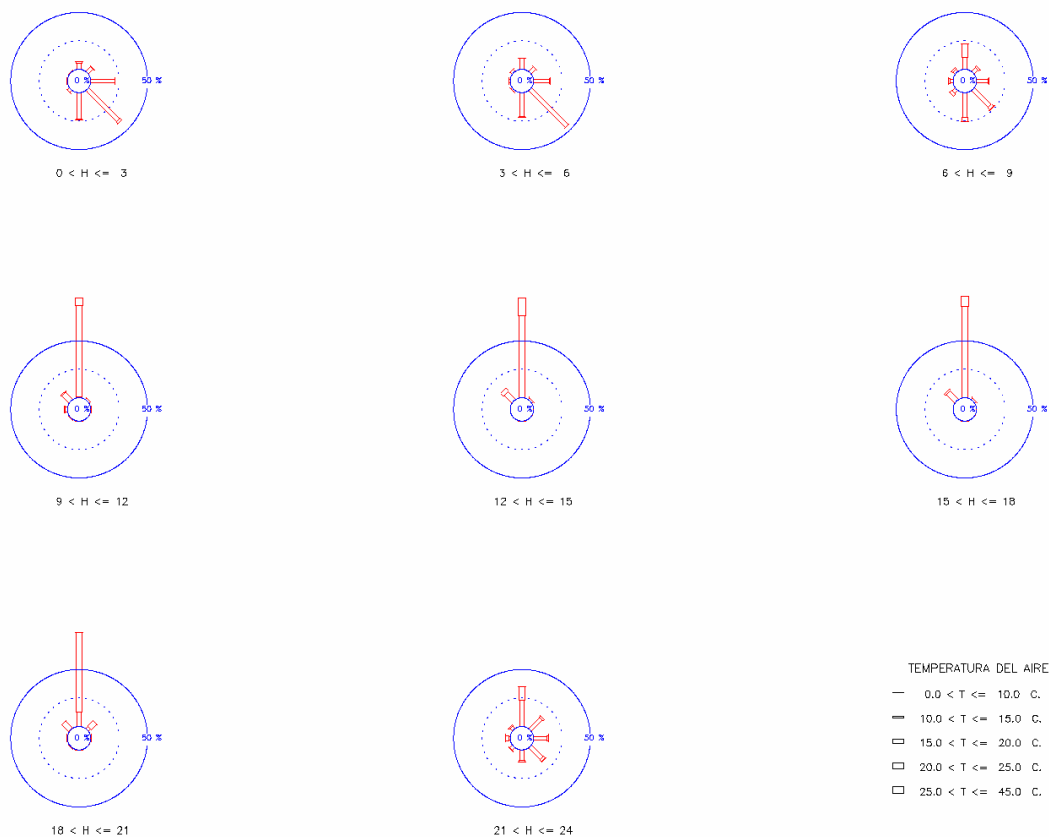 0 %
50 %
0 %
50 %
0 %
50 %
0 < H <= 3
3 < H <= 6
6 < H <= 9
0 %
50 %
0 %
50 %
0 %
50 %
9 < H <= 12
12 < H <= 15
15 < H <= 18
0 %
50 %
0 %
50 %
18 < H <= 21
21 < H <= 24
TEMPERATURA DEL AIRE
0.0 < T <= 10.0 C.
10.0 < T <= 15.0 C.
15.0 < T <= 20.0 C.
20.0 < T <= 25.0 C.
25.0 < T <= 45.0 C.